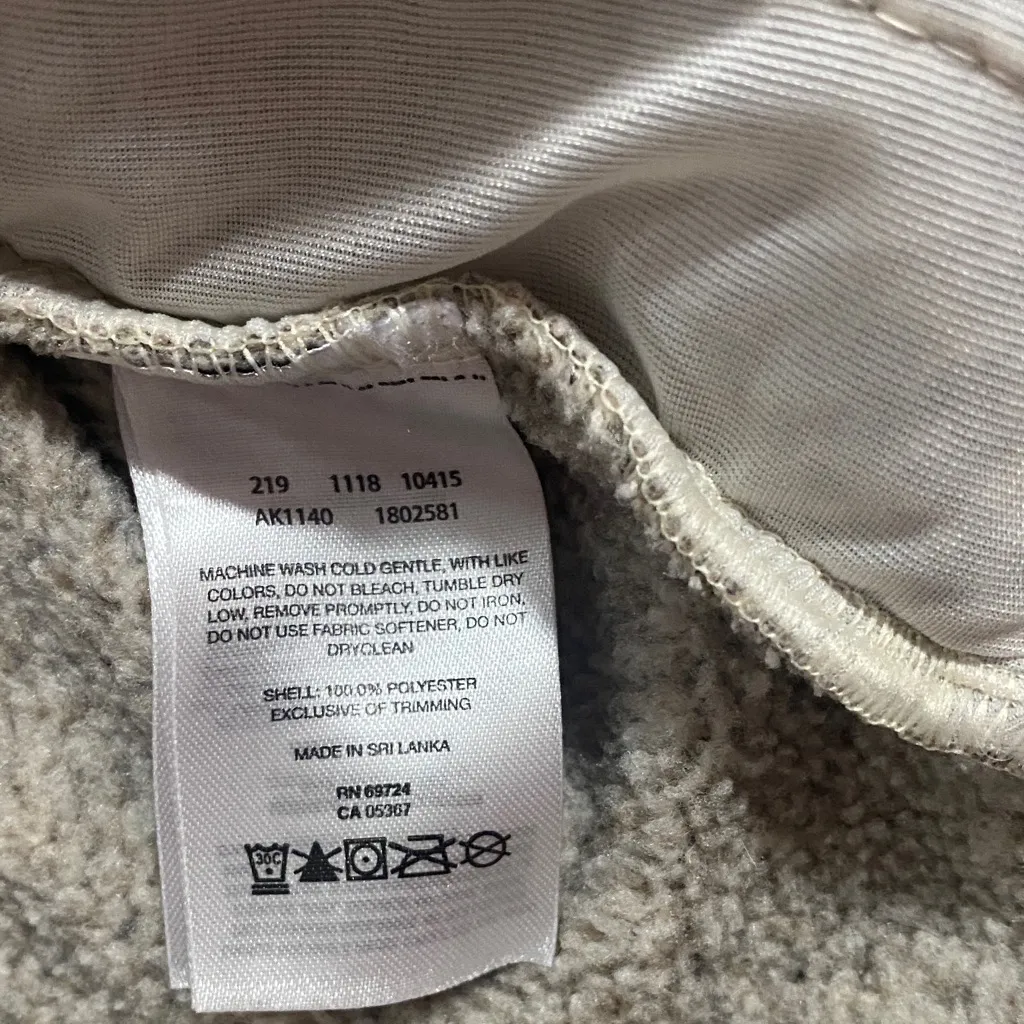 219 1118 10415
AK1140 1802581
MACHINE WASH COLD GENTLE, WITH LIKE
COLORS, DO NOT BLEACH, TUMBLE DRY
LOW, REMOVE PROMPTLY, DO NOT IRON,
DO NOT USE FABRIC SOFTENER, DO NOT
DRYCLEAN
SHELL: 100.0% POLYESTER
EXCLUSIVE OF TRIMMING
MADE IN SRI LANKA
RN 69724
CA 05367
30C